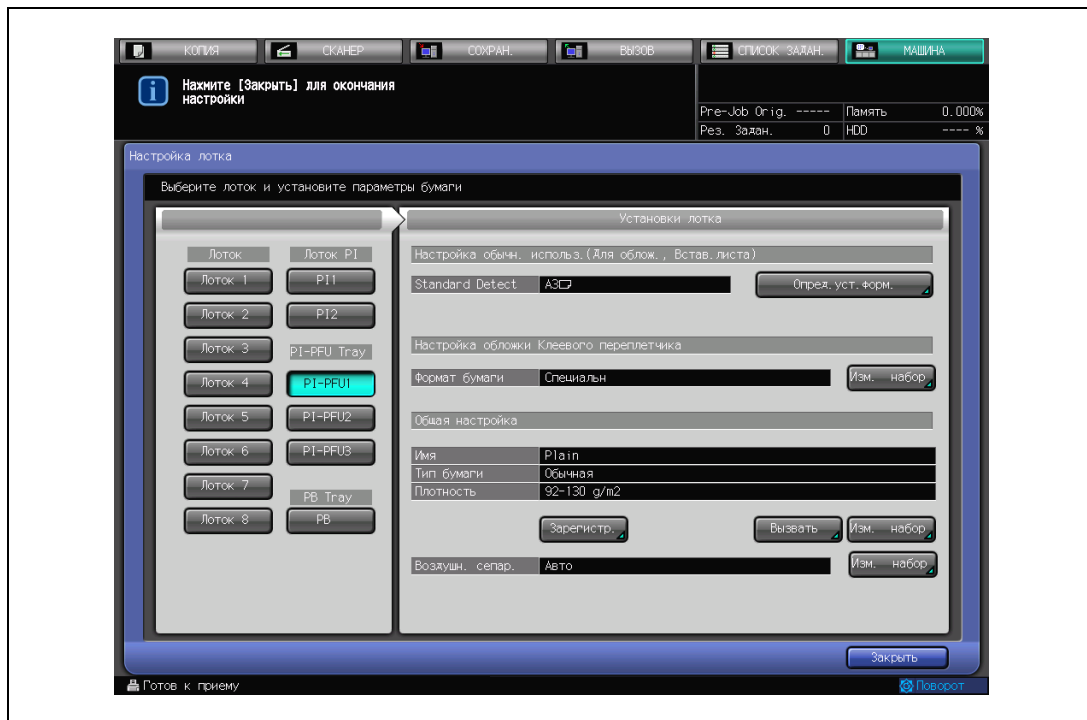 КОПИЯ СКАНЕР СОХРАН. ВЫЗОВ СПИСОК ЗАДАН. МАШИНА
Нажмите [Закрыть] для окончания
настройки
Pre-Job Orig. ----- Память 0.000%
Рез. Задан. 0 HDD ---- %
Настройка лотка
Выберите лоток и установите параметры бумаги
Лоток Лоток PI
Лоток 1 PI1
Лоток 2 PI2
Лоток 3 PI-PFU Tray
Лоток 4 PI-PFU1
Лоток 5 PI-PFU2
Лоток 6 PI-PFU3
Лоток 7 PB Tray
Лоток 8 PB
Установки лотка
Настройка обычн. использ.(Для облож., Встав.листа)
Standard Detect A3 Опред.уст.форм.
Настройка обложки Клеевого переплетчика
Формат бумаги Специальн Изм. набор
Общая настройка
Имя Plain
Тип бумаги Обычная
Плотность 92-130 g/m2
Зарегистр. Вызвать Изм. набор
Воздушн. сепар. Авто Изм. набор
Закрыть
Готов к приему Поворот